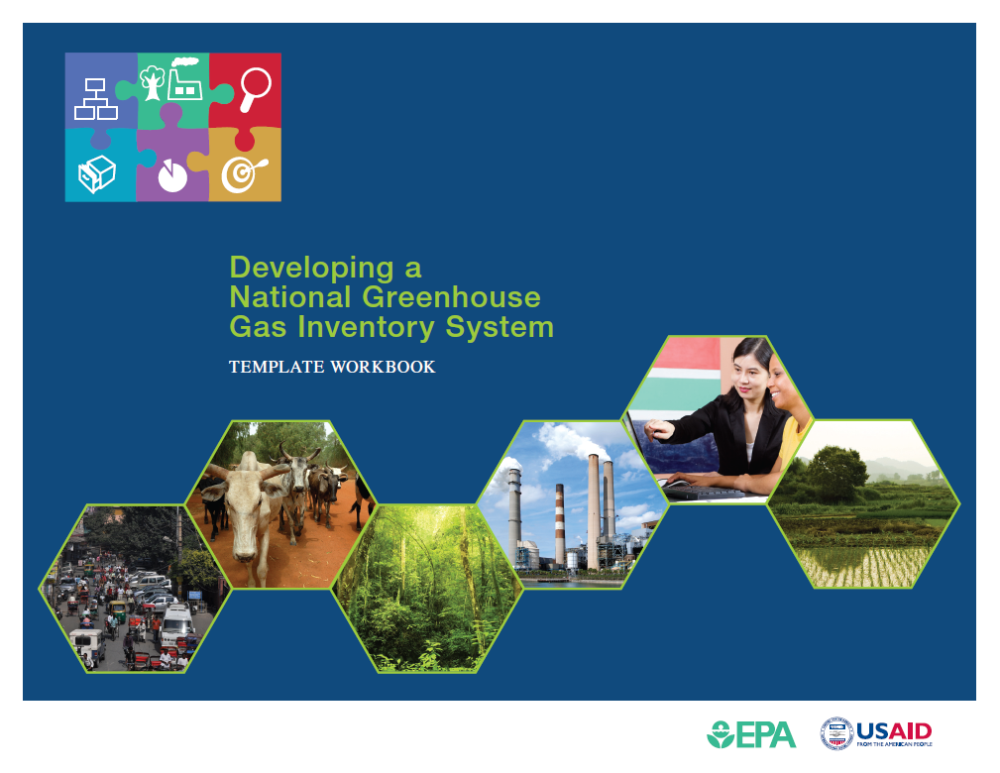 Developing a
National Greenhouse
Gas Inventory System
TEMPLATE WORKBOOK
EPA
USAID
FROM THE AMERICAN PEOPLE